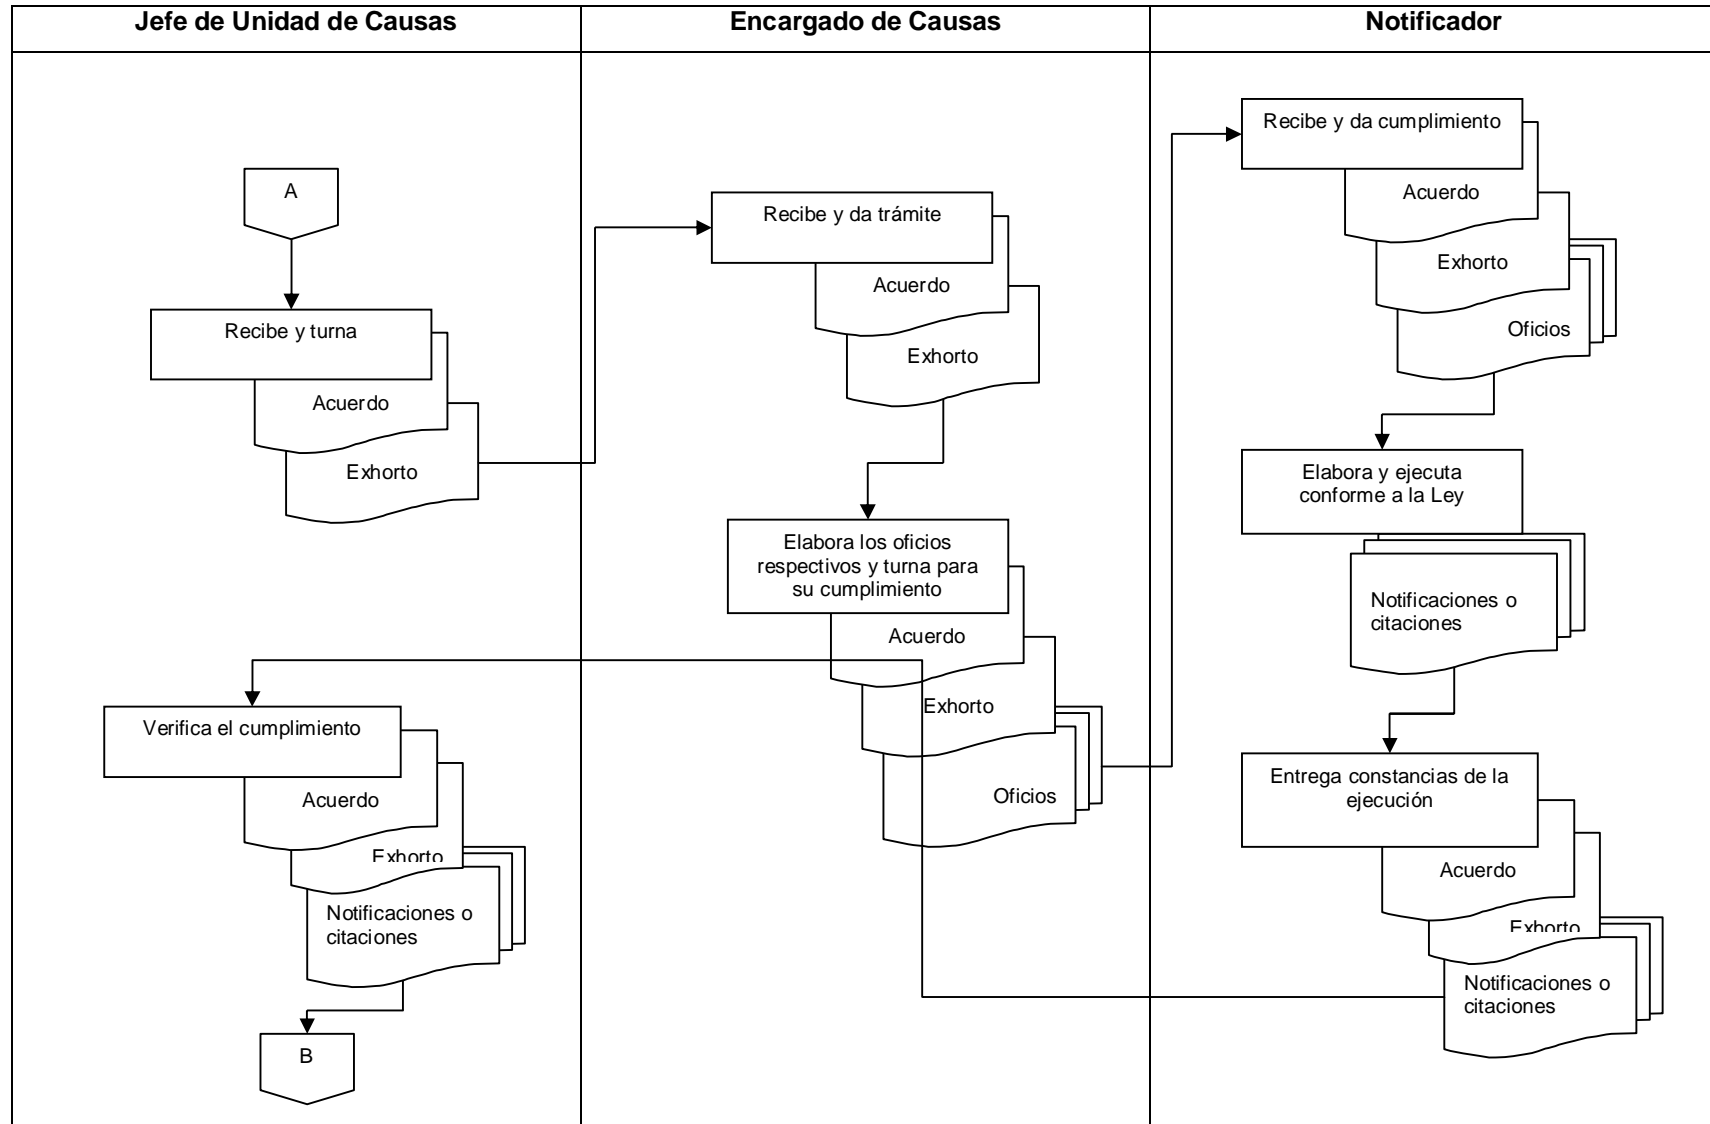 Jefe de Unidad de Causas
Encargado de Causas
Notificador
A
Recibe y turna
Acuerdo
Exhorto
Verifica el cumplimiento
Acuerdo
Exhorto
Notificaciones o
citaciones
B
Recibe y da trámite
Acuerdo
Exhorto
Elabora los oficios
respectivos y turna para
su cumplimiento
Acuerdo
Exhorto
Oficios
Recibe y da cumplimiento
Acuerdo
Exhorto
Oficios
Elabora y ejecuta
conforme a la Ley
Notificaciones o
citaciones
Entrega constancias de la
ejecución
Acuerdo
Exhorto
Notificaciones o
citaciones